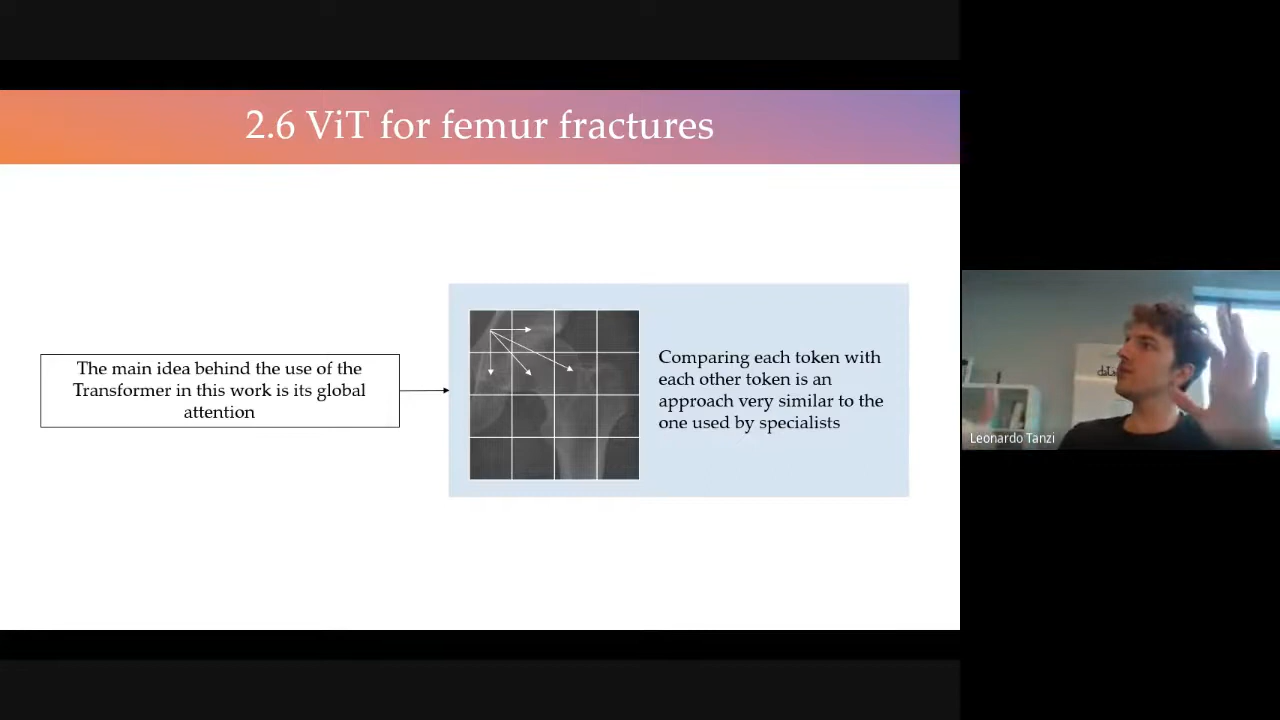 2.6 ViT for femur fractures
The main idea behind the use of the
Transformer in this work is its global
attention
Comparing each token with
each other token is an
approach very similar to the
one used by specialists
Leonardo Tanzi